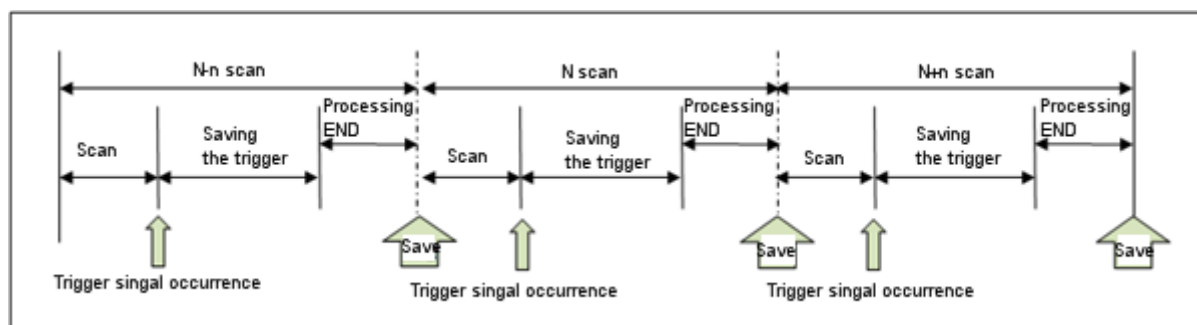 N-n scan
N scan
N+n scan
Processing
END
Processing
END
Processing
END
Scan
Saving
the trigger
Scan
Saving
the trigger
Scan
Saving
the trigger
Save
Save
Save
Trigger singal occurrence
Trigger singal occurrence
Trigger singal occurrence